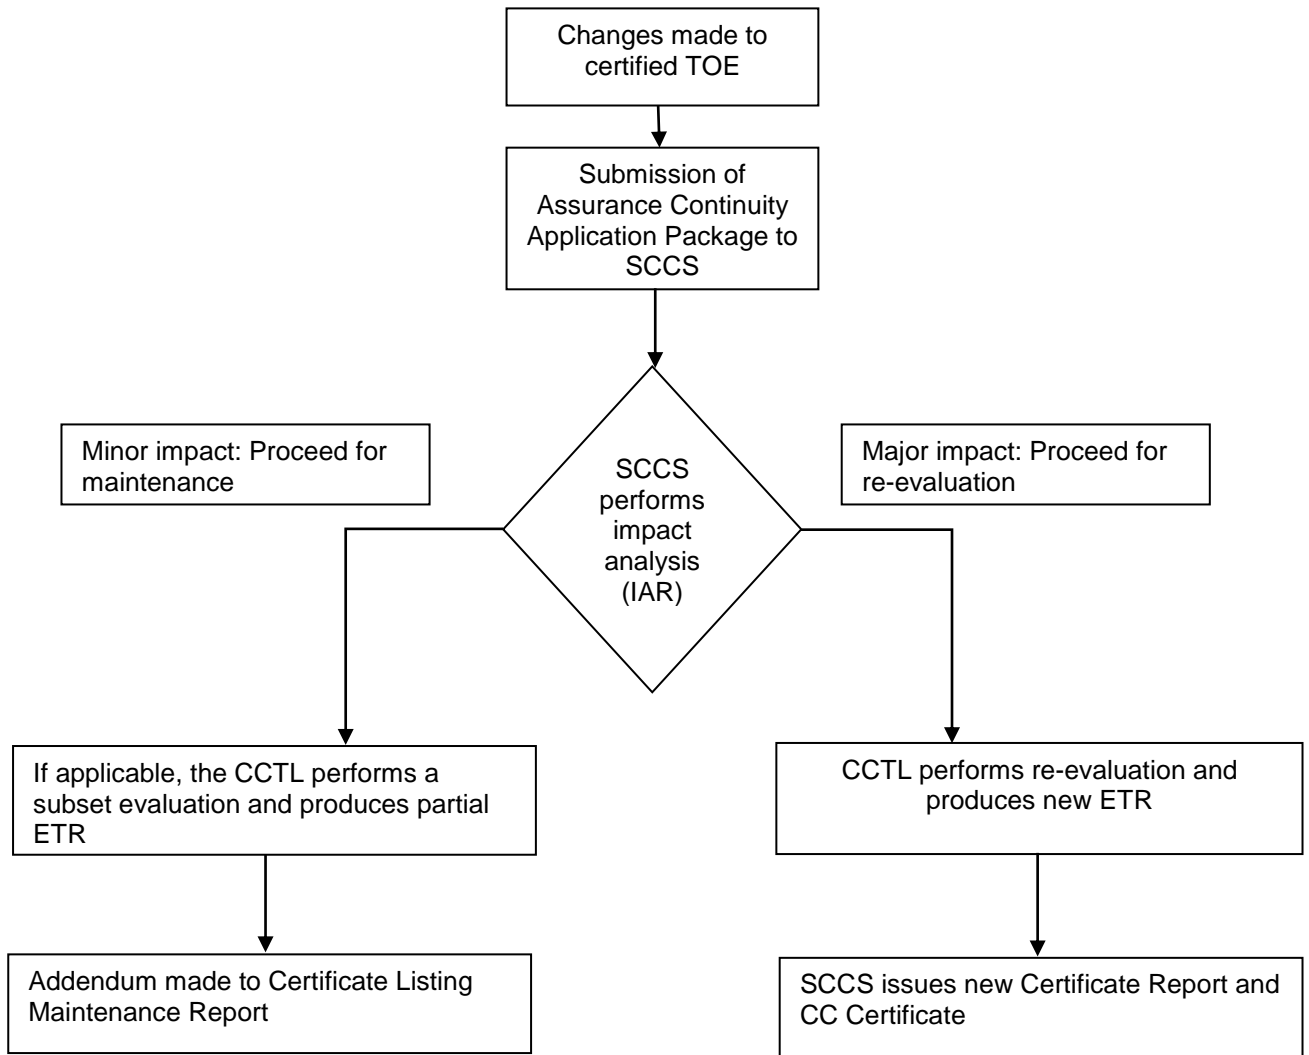 Changes made to
certified TOE
Submission of
Assurance Continuity
Application Package to
SCCS
Minor impact: Proceed for
maintenance
SCCS
performs
impact
analysis
(IAR)
Major impact: Proceed for
re-evaluation
If applicable, the CCTL performs a
subset evaluation and produces partial
ETR
CCTL performs re-evaluation and
produces new ETR
Addendum made to Certificate Listing
Maintenance Report
SCCS issues new Certificate Report and
CC Certificate